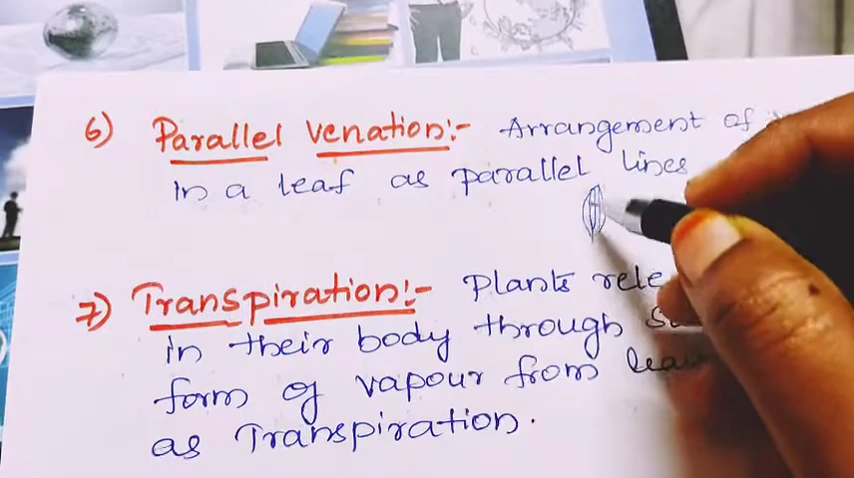 6) Parallel venation:- Arrangement of
in a leaf as parallel lines
7) Transpiration:- Plants rele
in their body through
form of vapour from
as Transpiration.